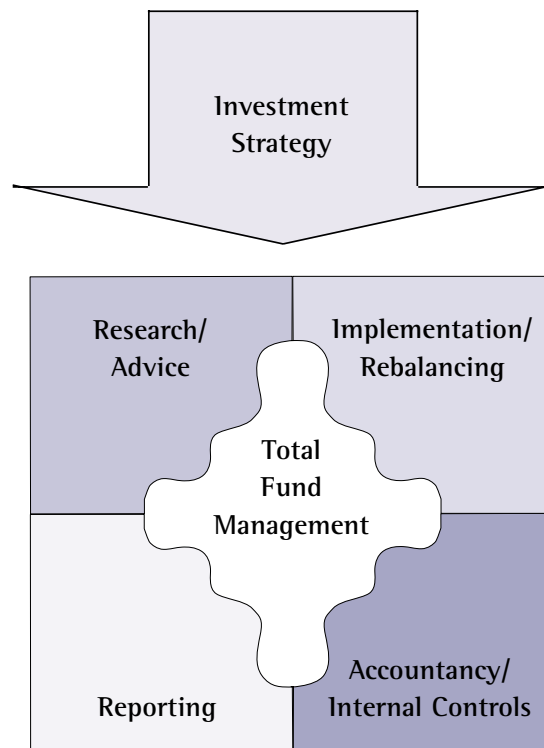 Investment
Strategy
Research/
Advice
Implementation/
Rebalancing
Total
Fund
Management
Reporting
Accountancy/
Internal Controls